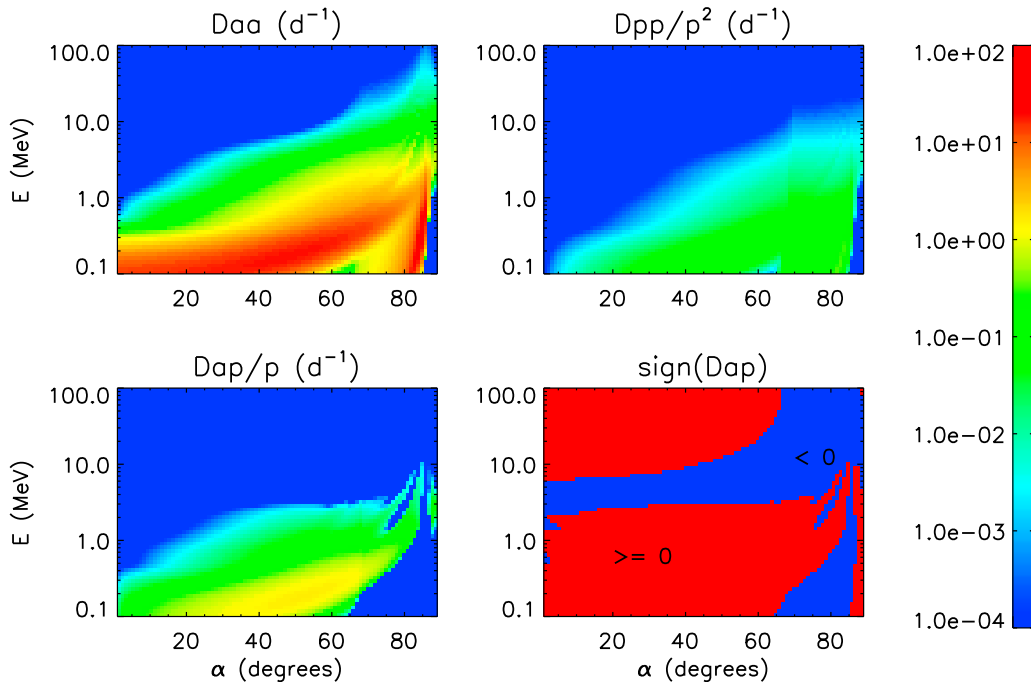 Daa (d⁻¹)
Dpp/p² (d⁻¹)
E (MeV)
100.0
10.0
1.0
0.1
20 40 60 80
100.0
10.0
1.0
0.1
20 40 60 80
Dap/p (d⁻¹)
sign(Dap)
E (MeV)
100.0
10.0
1.0
0.1
20 40 60 80
α (degrees)
100.0
10.0
1.0
0.1
< 0
>= 0
20 40 60 80
α (degrees)
1.0e+02
1.0e+01
1.0e+00
1.0e-01
1.0e-02
1.0e-03
1.0e-04